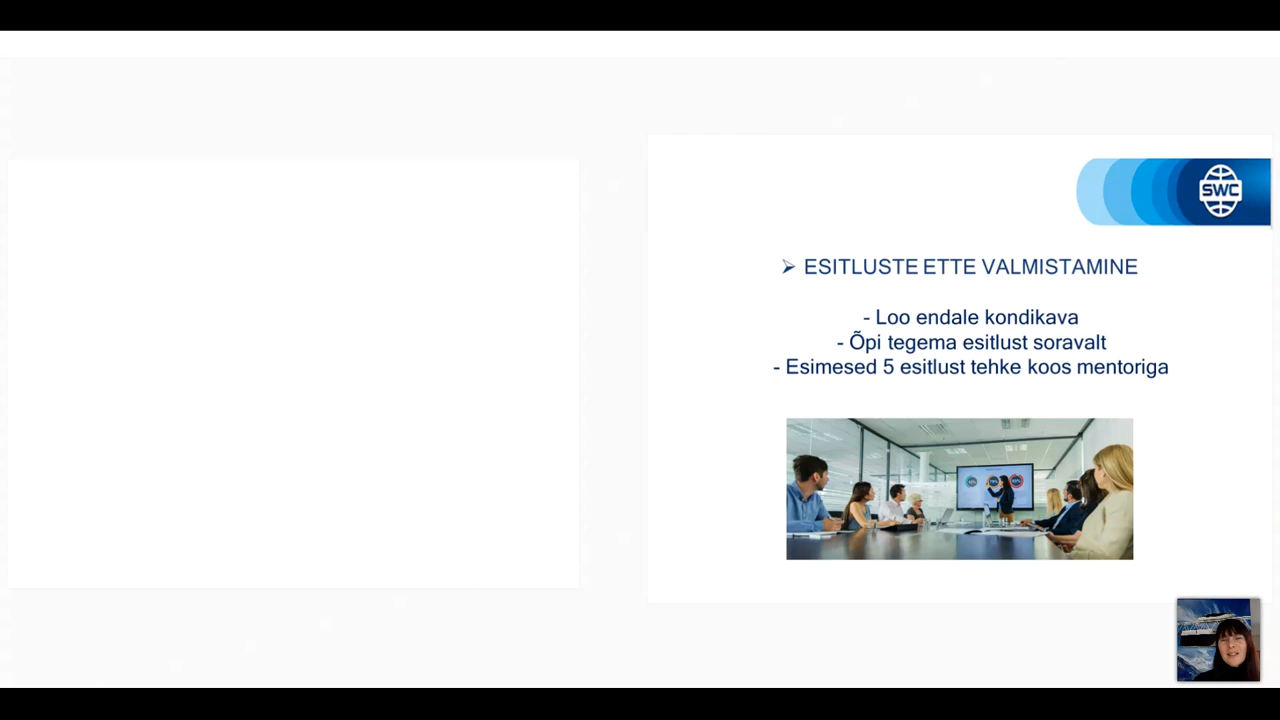 SWC
➢ ESITLUSTE ETTE VALMISTAMINE
- Loo endale kondikava
- Õpi tegema esitlust soravalt
- Esimesed 5 esitlust tehke koos mentoriga